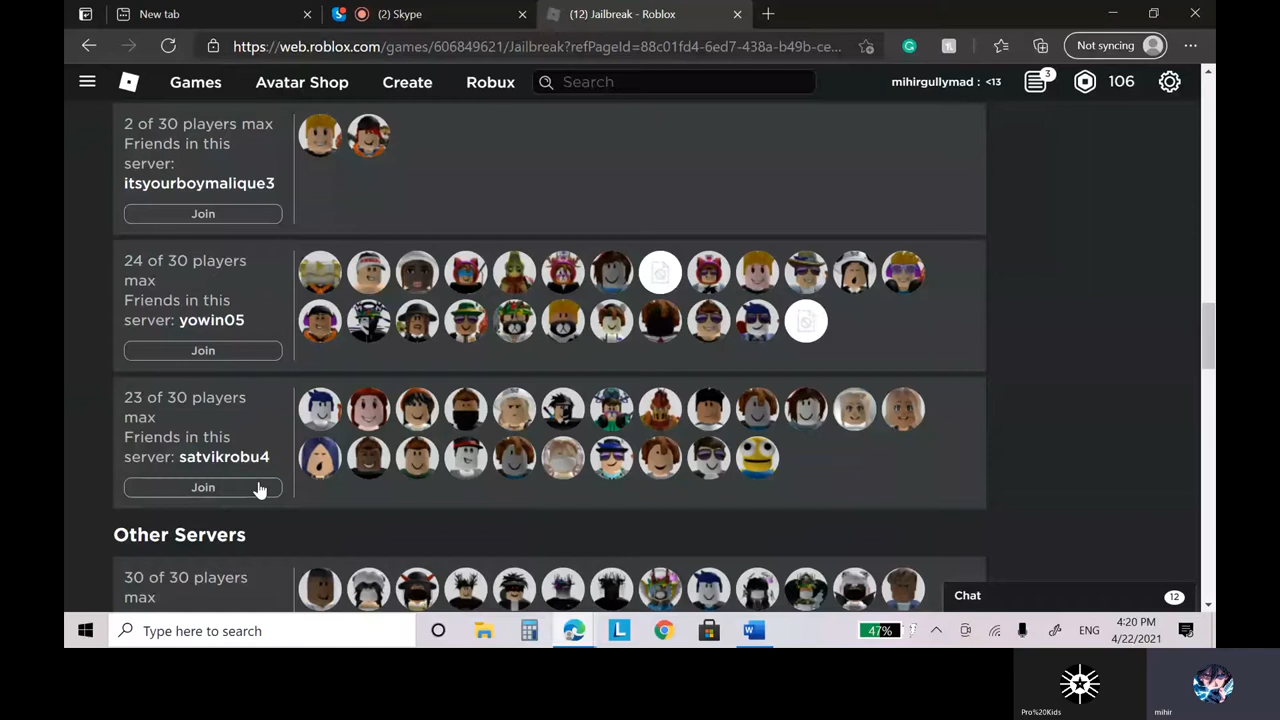 New tab
(2) Skype
(12) Jailbreak - Roblox
https://web.roblox.com/games/606849621/Jailbreak?refPageId=88c01fd4-6ed7-438a-b49b-ce...
Not syncing
Games
Avatar Shop
Create
Robux
Search
mihirgullymad : <13
3
106
2 of 30 players max
Friends in this
server:
itsyourboymalique3
Join
24 of 30 players
max
Friends in this
server: yowin05
Join
23 of 30 players
max
Friends in this
server: satvikrobu4
Join
Other Servers
30 of 30 players
max
Chat
12
Type here to search
L
47%
ENG
4:20 PM
4/22/2021
Pro%20Kids
mihir